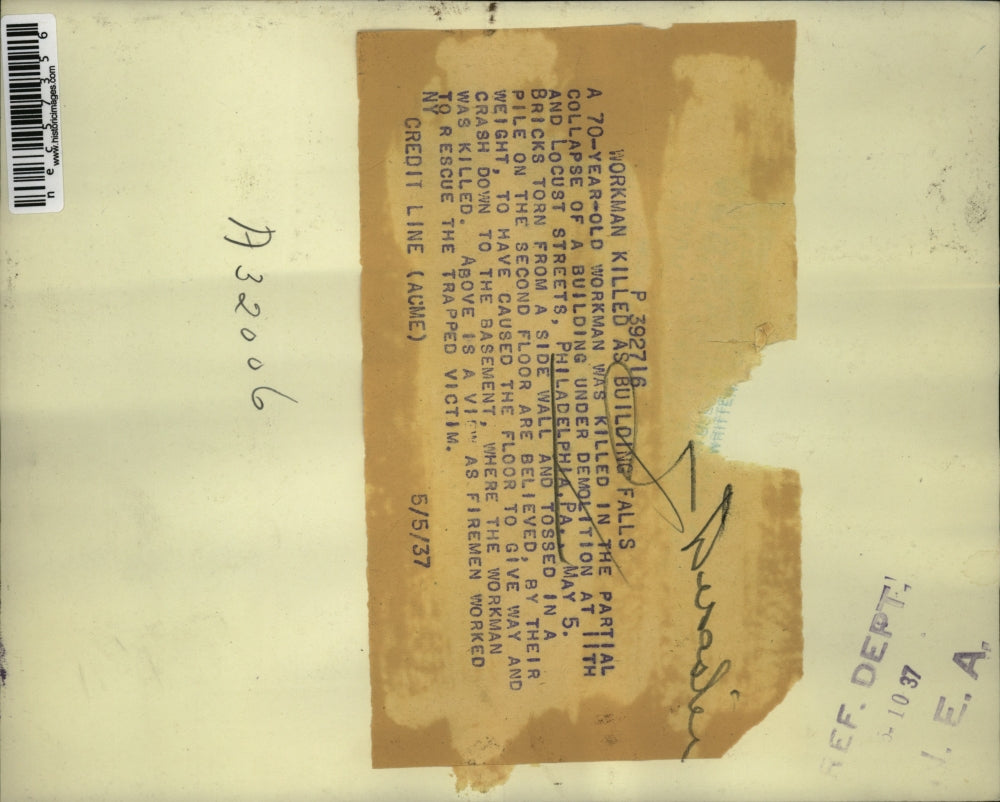 P 392716
WORKMAN KILLED AS BUILDING FALLS
A 70-YEAR-OLD WORKMAN WAS KILLED IN THE PARTIAL
COLLAPSE OF A BUILDING UNDER DEMOLITION AT 11TH
AND LOCUST STREETS, PHILADELPHIA, PA., MAY 5.
BRICKS TORN FROM A SIDE WALL AND TOSSED IN A
PILE ON THE SECOND FLOOR ARE BELIEVED, BY THEIR
WEIGHT, TO HAVE CAUSED THE FLOOR TO GIVE WAY AND
CRASH DOWN TO THE BASEMENT, WHERE THE WORKMAN
WAS KILLED. ABOVE IS A VIEW AS FIREMEN WORKED
TO RESCUE THE TRAPPED VICTIM.
NY
CREDIT LINE (ACME) 5/5/37
A32006
REF. DEPT.
10 37
E. A.
www.historicimages.com
nec57356